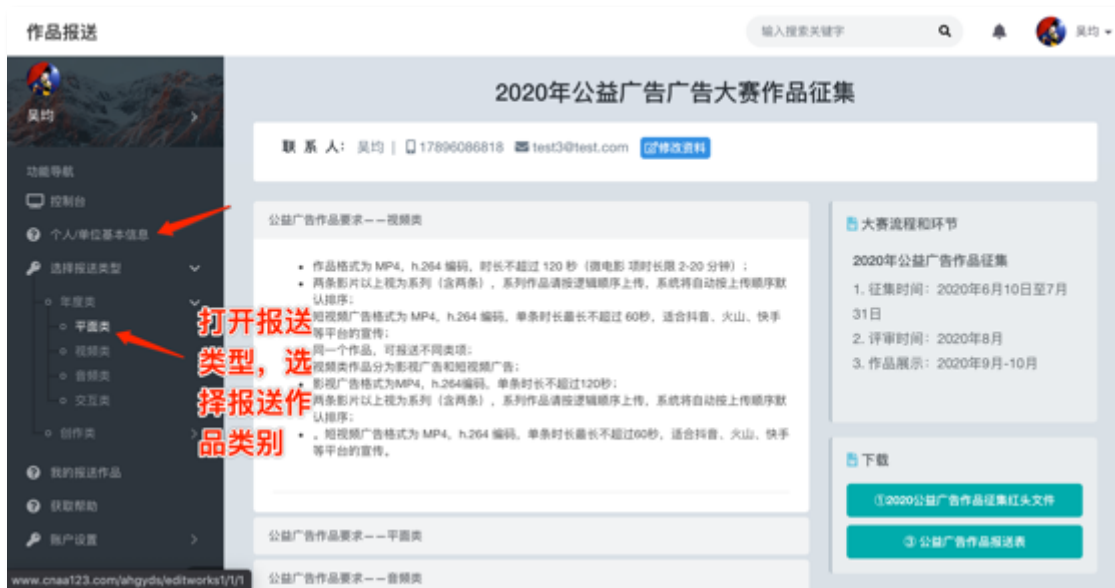 作品报送
输入搜索关键字
吴均
吴均
功能导航
控制台
个人/单位基本信息
选择报送类型
年度类
平面类
视频类
音频类
交互类
创作类
我的报送作品
获取帮助
账户设置
www.cnaa123.com/ahgyds/editworks1/1/1
打开报送
类型，选
择报送作
品类别
2020年公益广告广告大赛作品征集
联 系 人： 吴均 | 17896086818 test3@test.com 修改资料
公益广告作品要求——视频类
作品格式为 MP4，h.264 编码，时长不超过 120 秒（微电影 项时长限 2-20 分钟）；
两条影片以上视为系列（含两条），系列作品请按逻辑顺序上传，系统将自动按上传顺序默
认排序；
短视频广告格式为 MP4，h.264 编码，单条时长最长不超过 60秒，适合抖音、火山、快手
等平台的宣传；
同一个作品，可报送不同类项；
视频类作品分为影视广告和短视频广告；
影视广告格式为MP4，h.264编码，单条时长不超过120秒；
两条影片以上视为系列（含两条），系列作品请按逻辑顺序上传，系统将自动按上传顺序默
认排序；
。短视频广告格式为 MP4，h.264 编码，单条时长最长不超过60秒，适合抖音、火山、快手
等平台的宣传。
公益广告作品要求——平面类
公益广告作品要求——音频类
大赛流程和环节
2020年公益广告作品征集
1. 征集时间：2020年6月10日至7月
31日
2. 评审时间：2020年8月
3. 作品展示：2020年9月-10月
下载
①2020公益广告作品征集红头文件
③ 公益广告作品报送表